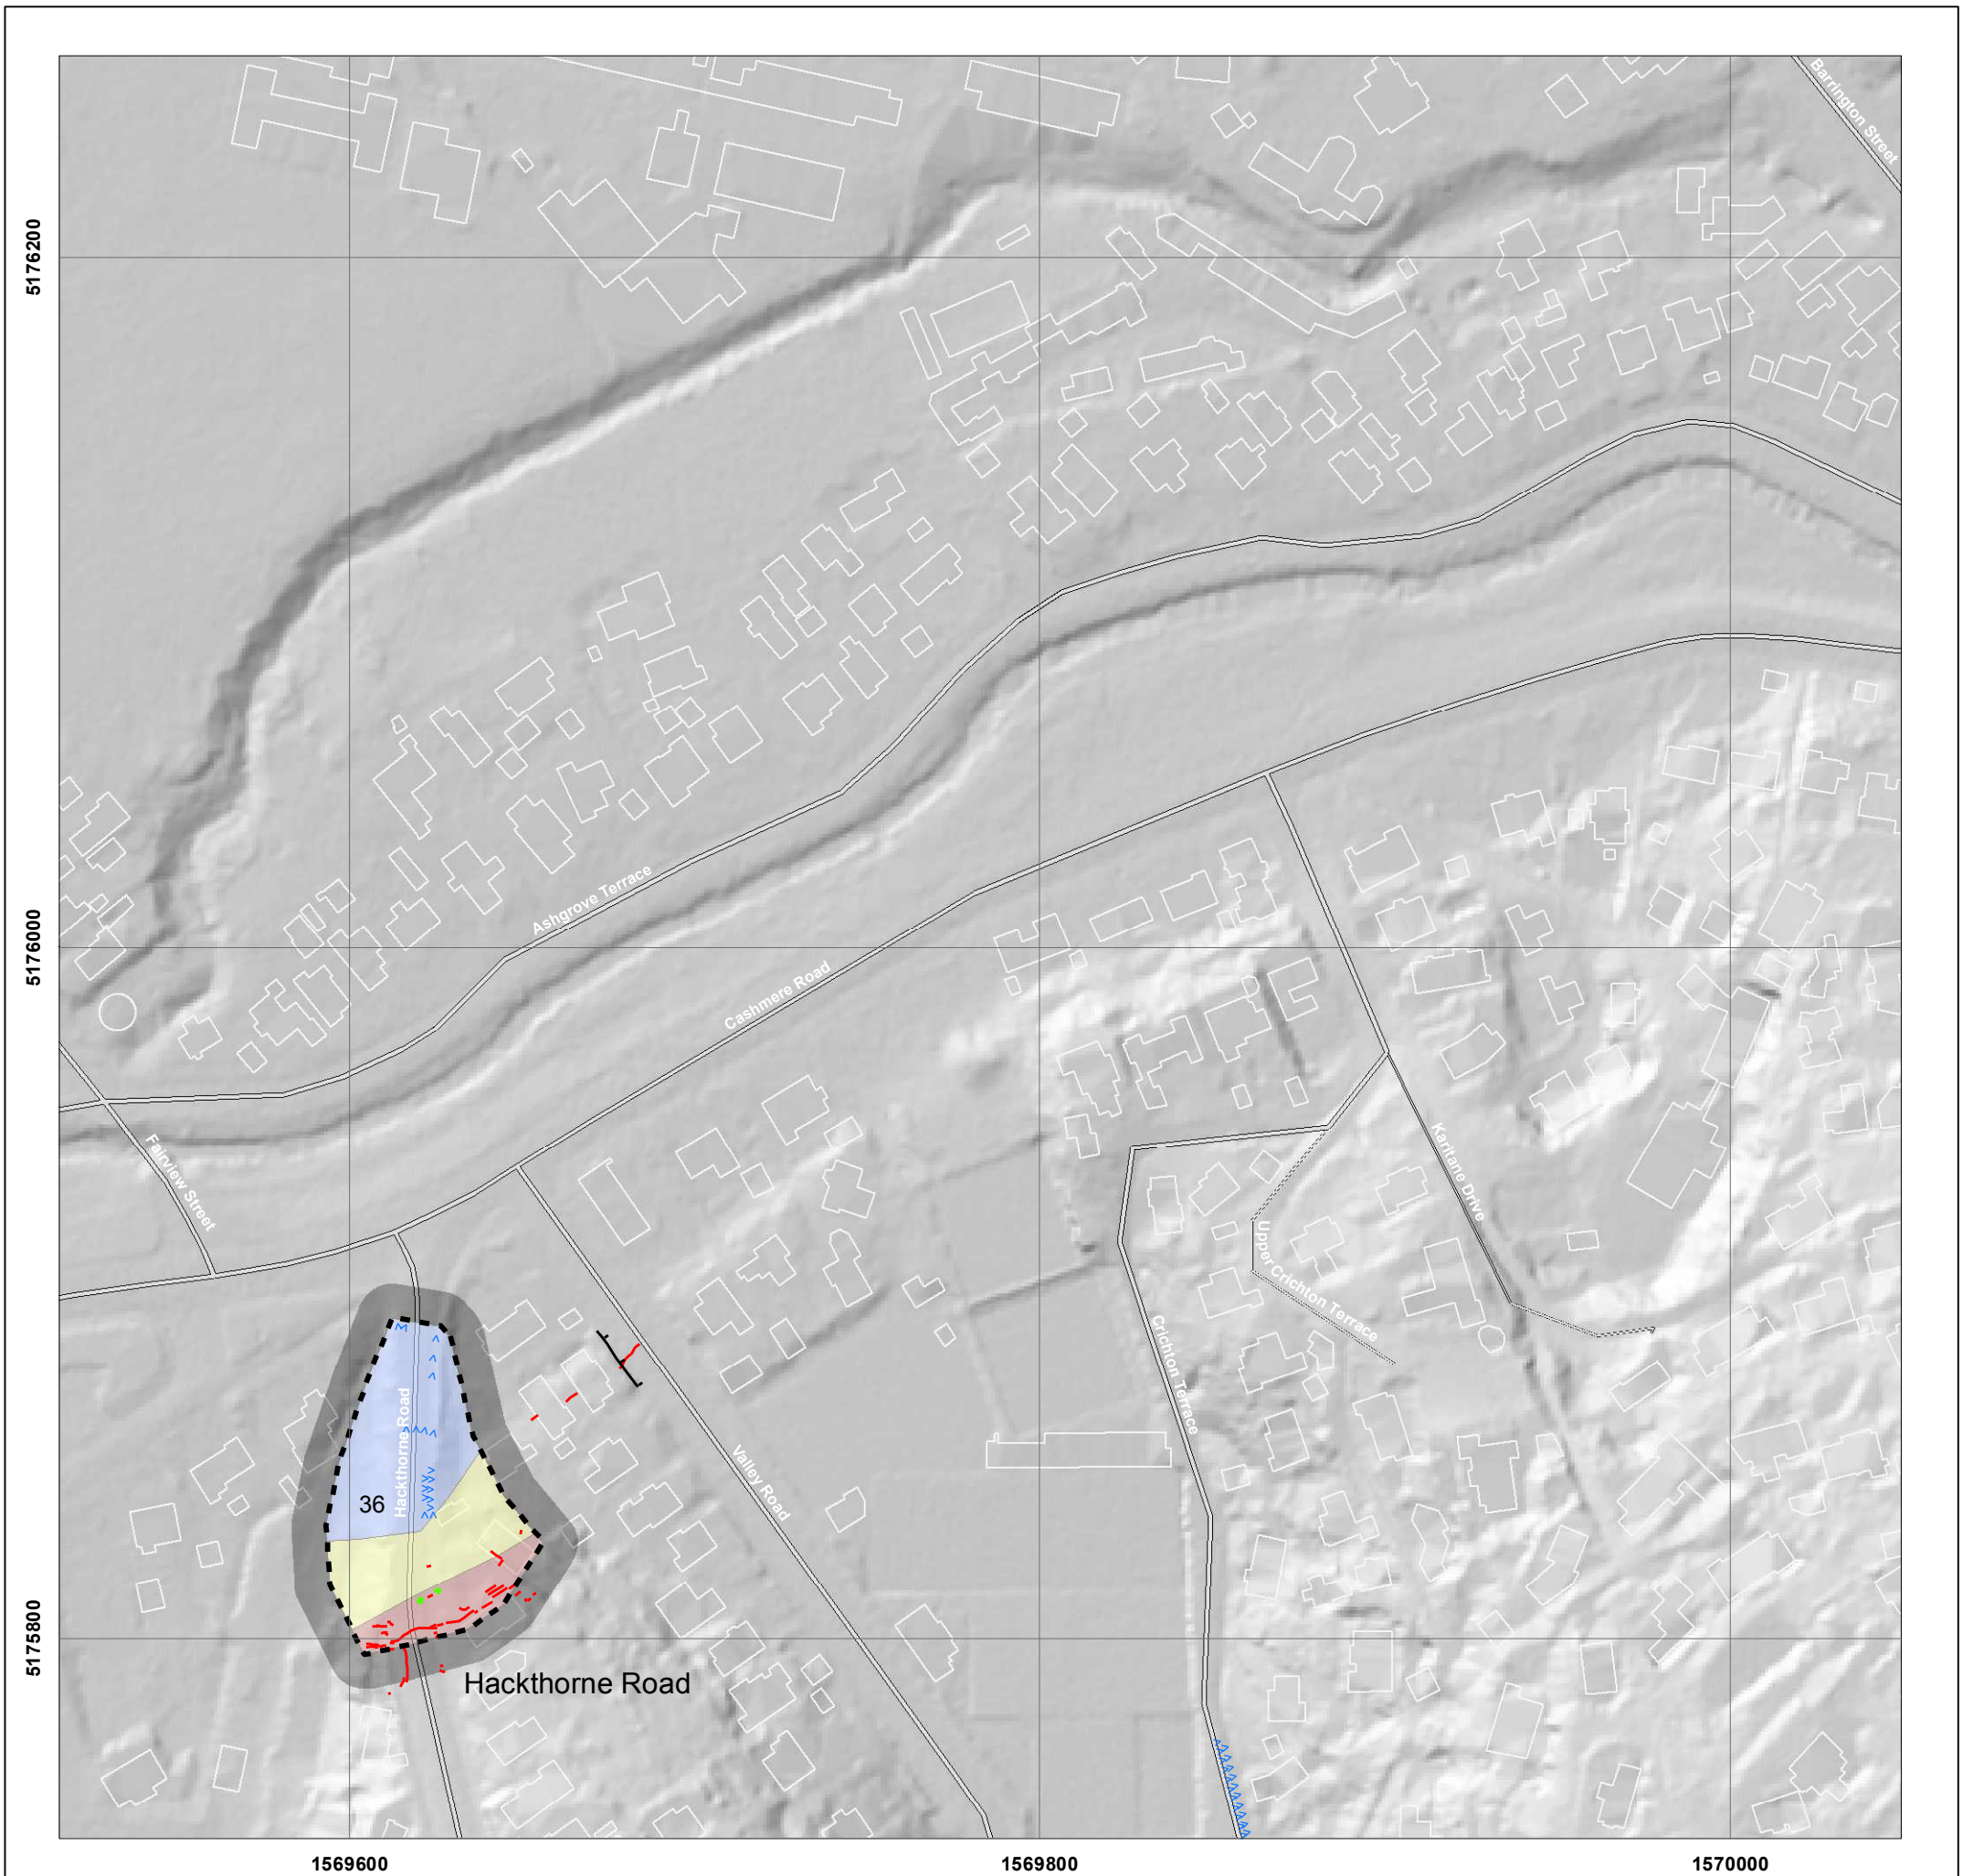 Barrington Street
5176200
Ashgrove Terrace
5176000
Cashmere Road
Fairview Street
Karitane Drive
Upper Crichton Terrace
Crichton Terrace
Hackthorne Road
Valley Road
36
5175800
Hackthorne Road
1569600
1569800
1570000